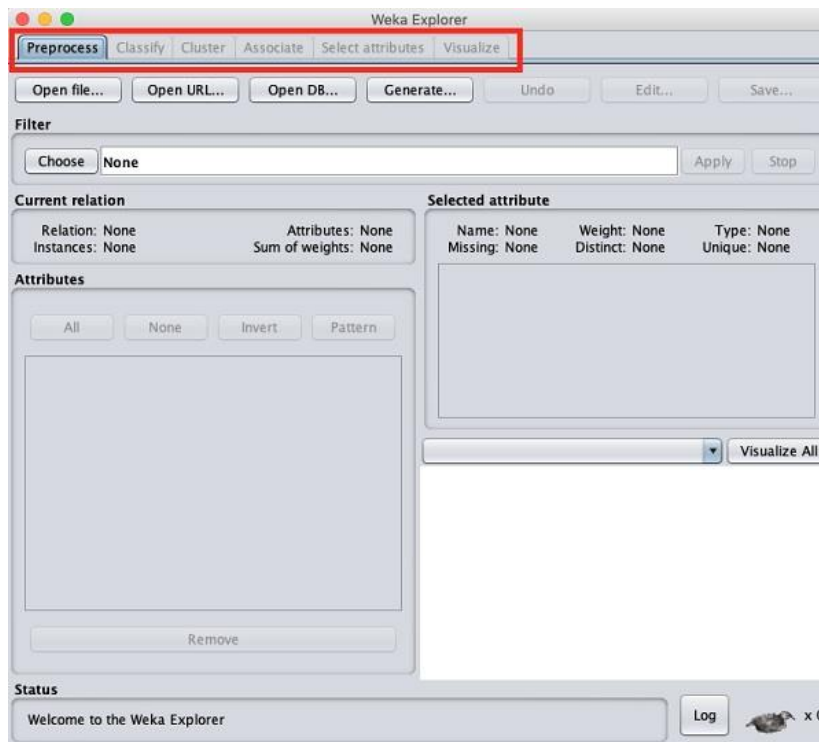 Weka Explorer
Preprocess Classify Cluster Associate Select attributes Visualize
Open file... Open URL... Open DB... Generate... Undo Edit... Save...
Filter
Choose None Apply Stop
Current relation
Relation: None Attributes: None
Instances: None Sum of weights: None
Selected attribute
Name: None Weight: None Type: None
Missing: None Distinct: None Unique: None
Attributes
All None Invert Pattern
Remove
Visualize All
Status
Welcome to the Weka Explorer
Log x